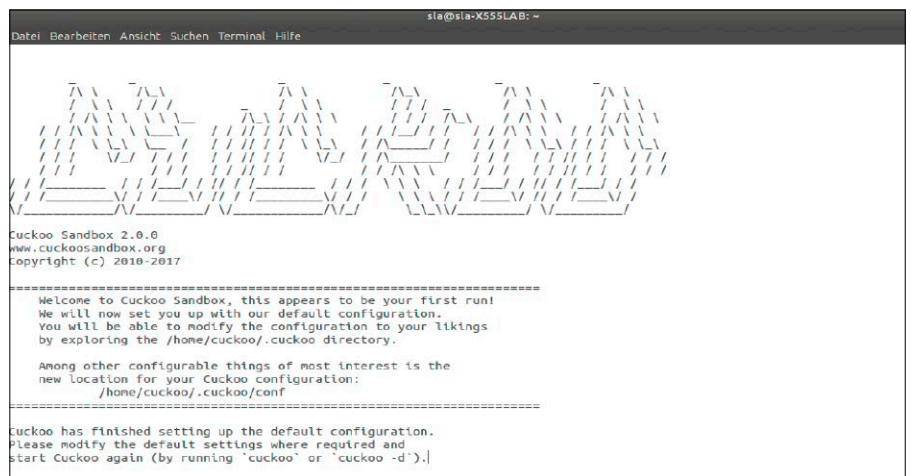 sla@sla-X555LAB: ~
Datei Bearbeiten Ansicht Suchen Terminal Hilfe
Cuckoo Sandbox 2.0.0
www.cuckoosandbox.org
Copyright (c) 2010-2017
=======================================================================
Welcome to Cuckoo Sandbox, this appears to be your first run!
We will now set you up with our default configuration.
You will be able to modify the configuration to your likings
by exploring the /home/cuckoo/.cuckoo directory.
Among other configurable things of most interest is the
new location for your Cuckoo configuration:
/home/cuckoo/.cuckoo/conf
=======================================================================
Cuckoo has finished setting up the default configuration.
Please modify the default settings where required and
start Cuckoo again (by running `cuckoo` or `cuckoo -d`).